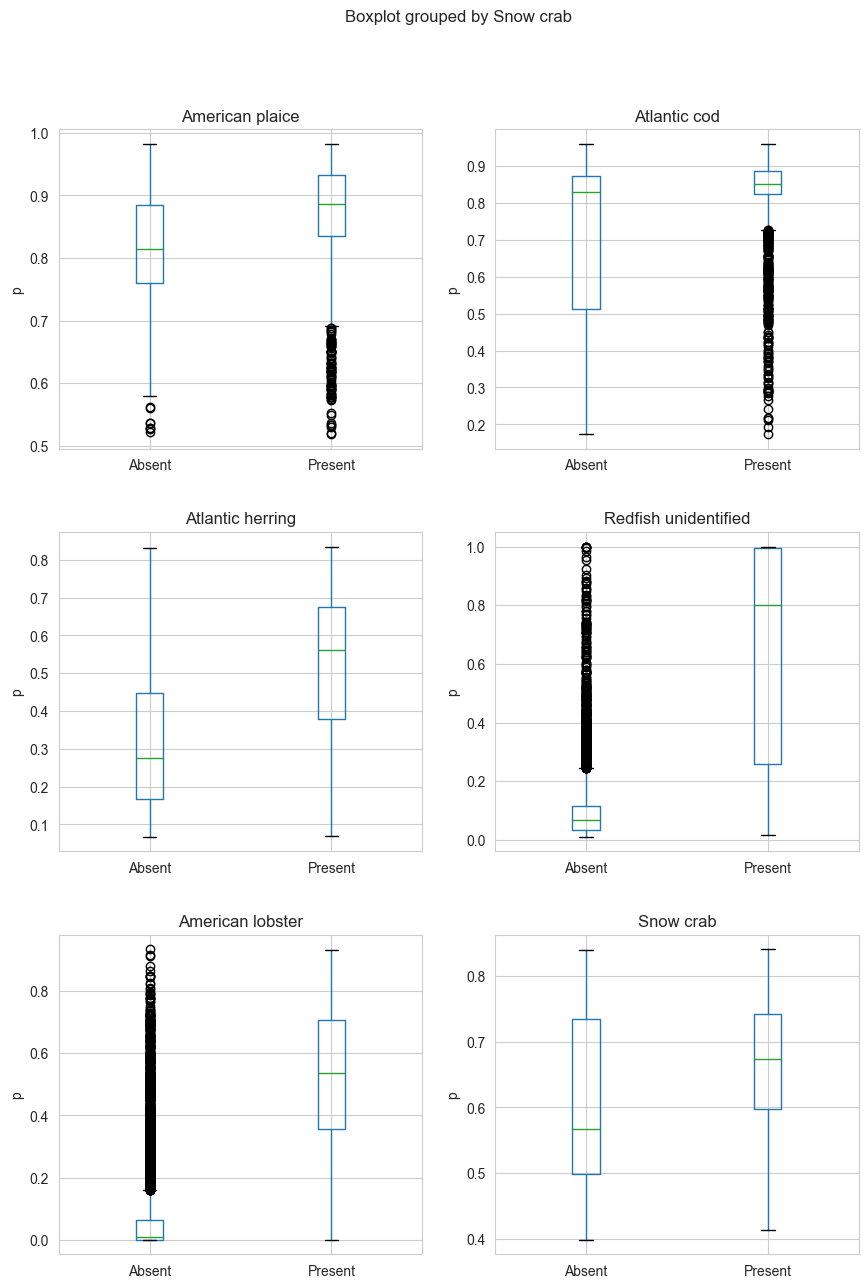 Boxplot grouped by Snow crab
American plaice
Atlantic cod
1.0
0.9
0.8
0.7
0.6
0.5
p
Absent
Present
0.9
0.8
0.7
0.6
0.5
0.4
0.3
0.2
p
Absent
Present
Atlantic herring
Redfish unidentified
0.8
0.7
0.6
0.5
0.4
0.3
0.2
0.1
p
Absent
Present
1.0
0.8
0.6
0.4
0.2
0.0
p
Absent
Present
American lobster
Snow crab
0.8
0.6
0.4
0.2
0.0
p
Absent
Present
0.8
0.7
0.6
0.5
0.4
p
Absent
Present